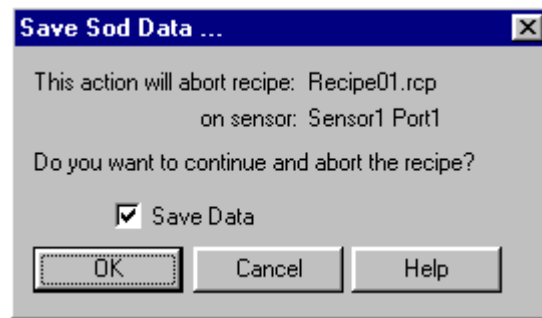 Save Sod Data ...
This action will abort recipe: Recipe01.rcp
on sensor: Sensor1 Port1
Do you want to continue and abort the recipe?
Save Data
OK Cancel Help